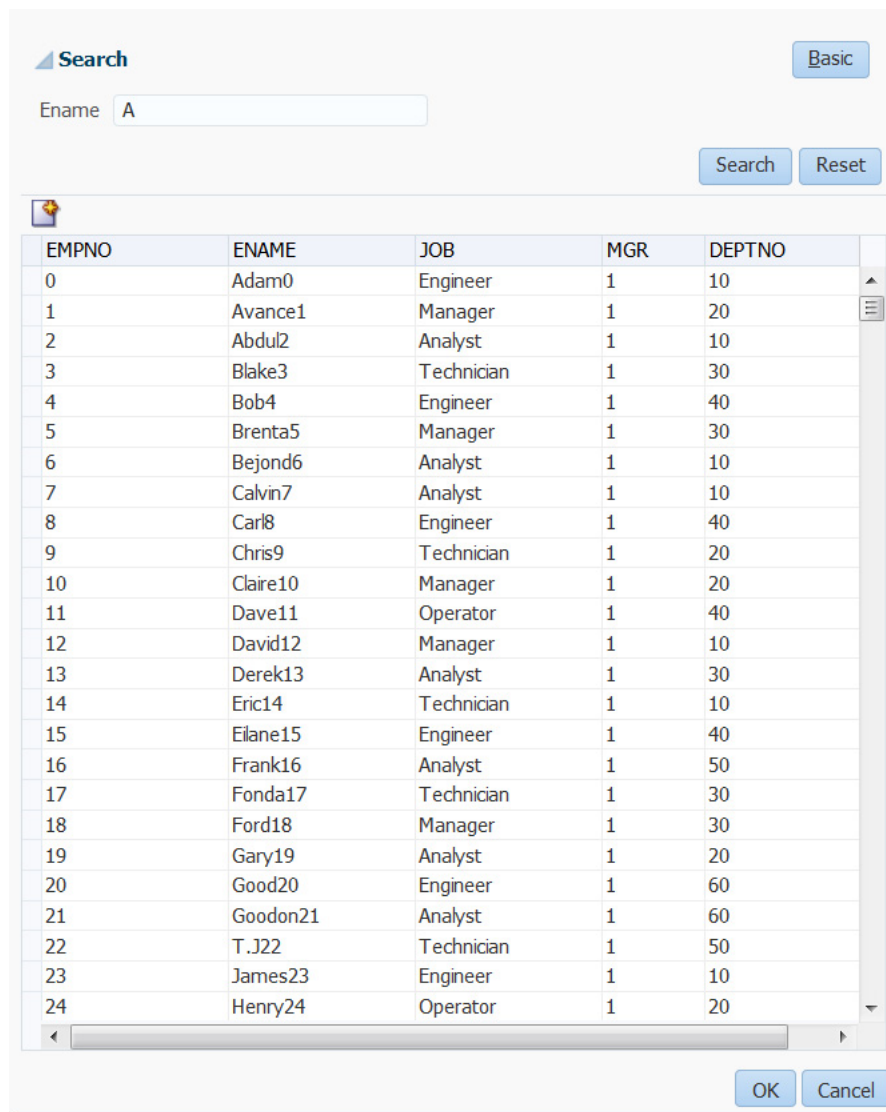 Search
Basic
Ename A
Search Reset
EMPNO ENAME JOB MGR DEPTNO
0 Adam0 Engineer 1 10
1 Avance1 Manager 1 20
2 Abdul2 Analyst 1 10
3 Blake3 Technician 1 30
4 Bob4 Engineer 1 40
5 Brenta5 Manager 1 30
6 Bejond6 Analyst 1 10
7 Calvin7 Analyst 1 10
8 Carl8 Engineer 1 40
9 Chris9 Technician 1 20
10 Claire10 Manager 1 20
11 Dave11 Operator 1 40
12 David12 Manager 1 10
13 Derek13 Analyst 1 30
14 Eric14 Technician 1 10
15 Eilane15 Engineer 1 40
16 Frank16 Analyst 1 50
17 Fonda17 Technician 1 30
18 Ford18 Manager 1 30
19 Gary19 Analyst 1 20
20 Good20 Engineer 1 60
21 Goodon21 Analyst 1 60
22 T.J22 Technician 1 50
23 James23 Engineer 1 10
24 Henry24 Operator 1 20
OK Cancel